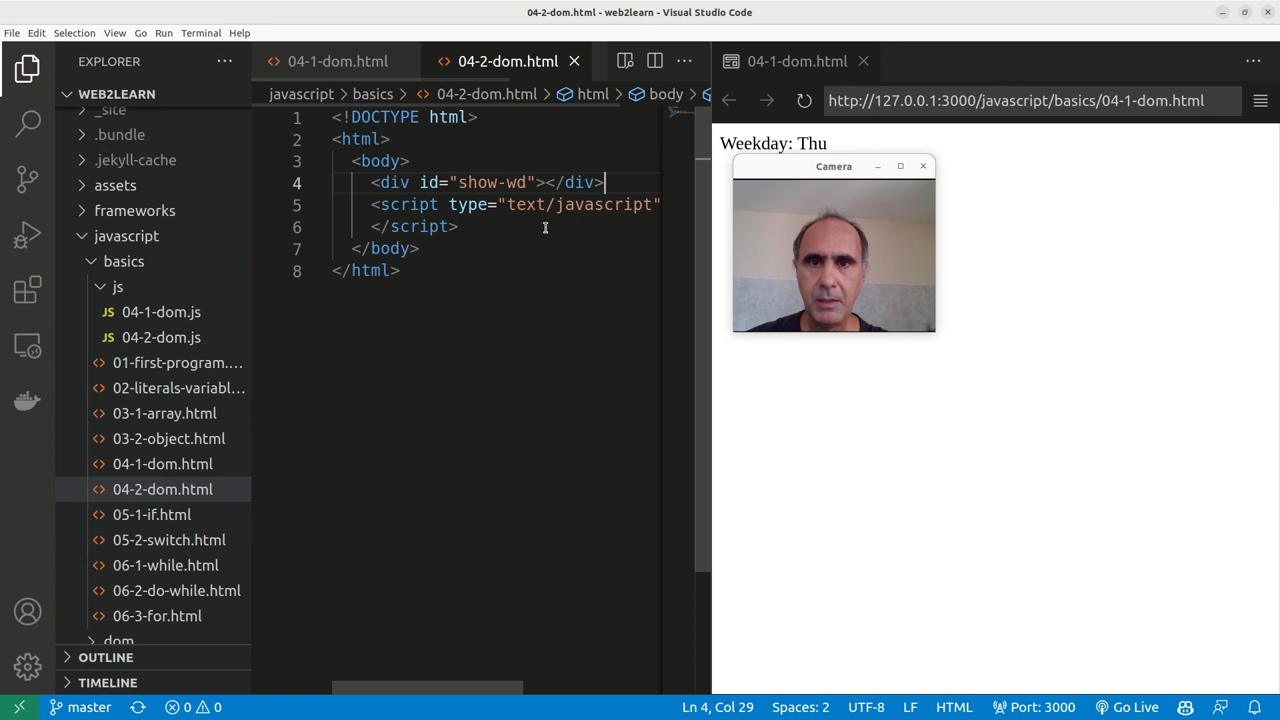 04-2-dom.html - web2learn - Visual Studio Code
File Edit Selection View Go Run Terminal Help
EXPLORER
WEB2LEARN
_site
.bundle
.jekyll-cache
assets
frameworks
javascript
basics
js
JS 04-1-dom.js
JS 04-2-dom.js
01-first-program....
02-literals-variabl...
03-1-array.html
03-2-object.html
04-1-dom.html
04-2-dom.html
05-1-if.html
05-2-switch.html
06-1-while.html
06-2-do-while.html
06-3-for.html
dom
OUTLINE
TIMELINE
04-1-dom.html 04-2-dom.html
javascript > basics > 04-2-dom.html > html > body >
1 <!DOCTYPE html>
2 <html>
3 <body>
4 <div id="show-wd"></div>
5 <script type="text/javascript"
6 </script>
7 </body>
8 </html>
04-1-dom.html
http://127.0.0.1:3000/javascript/basics/04-1-dom.html
Weekday: Thu
Camera
master 0 0 Ln 4, Col 29 Spaces: 2 UTF-8 LF HTML Port: 3000 Go Live